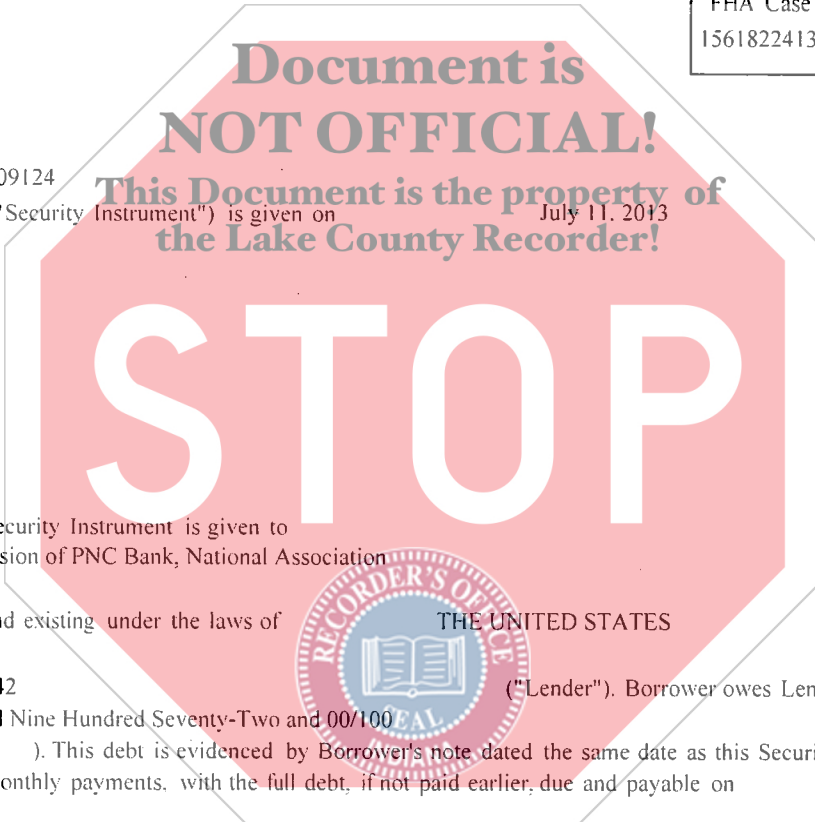 FHA Case
1561822413
Document is
NOT OFFICIAL!
09124
This Document is the property of
"Security Instrument") is given on July 11, 2013
the Lake County Recorder!
STOP
ecurity Instrument is given to
sion of PNC Bank, National Association
RECORDER'S OFFICE
nd existing under the laws of THE UNITED STATES
42 ("Lender"). Borrower owes Len
Nine Hundred Seventy-Two and 00/100
SEAL
INDIANA
). This debt is evidenced by Borrower's note dated the same date as this Securi
onthly payments, with the full debt, if not paid earlier, due and payable on